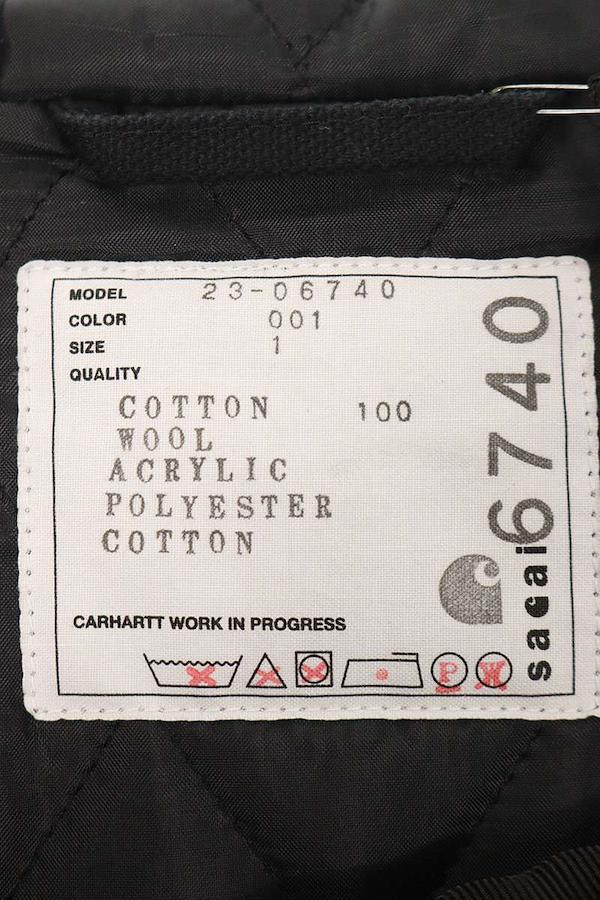 MODEL 23-06740
COLOR 001
SIZE 1
QUALITY
COTTON 100
WOOL
ACRYLIC
POLYESTER
COTTON
CARHARTT WORK IN PROGRESS
P W
sacai
6740